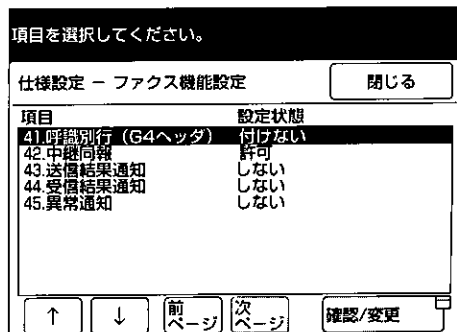 項目を選択してください。
仕様設定 － ファクス機能設定 閉じる
項目 設定状態
41.呼識別行（G4ヘッダ） 付けない
42.中継同報 許可
43.送信結果通知 しない
44.受信結果通知 しない
45.異常通知 しない
↑ ↓ 前ページ 次ページ 確認/変更